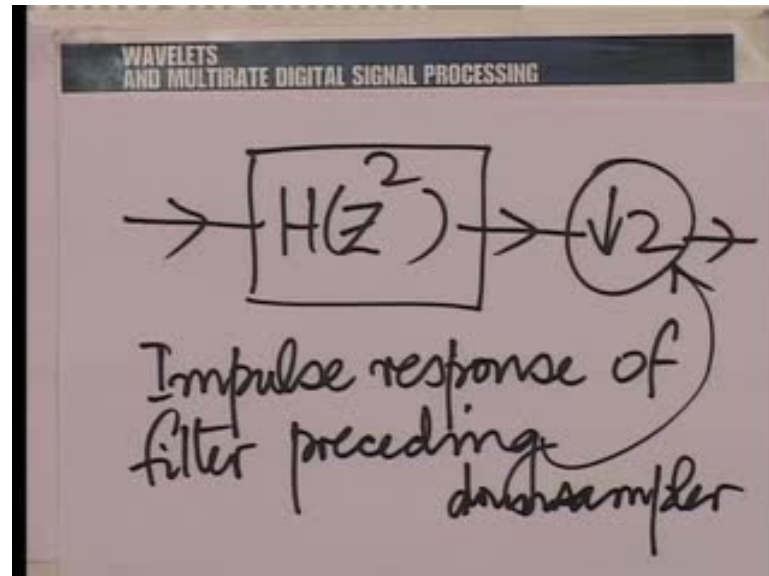 WAVELETS
AND MULTIRATE DIGITAL SIGNAL PROCESSING
H(z²) ↓2
Impulse response of
filter preceding
downsampler